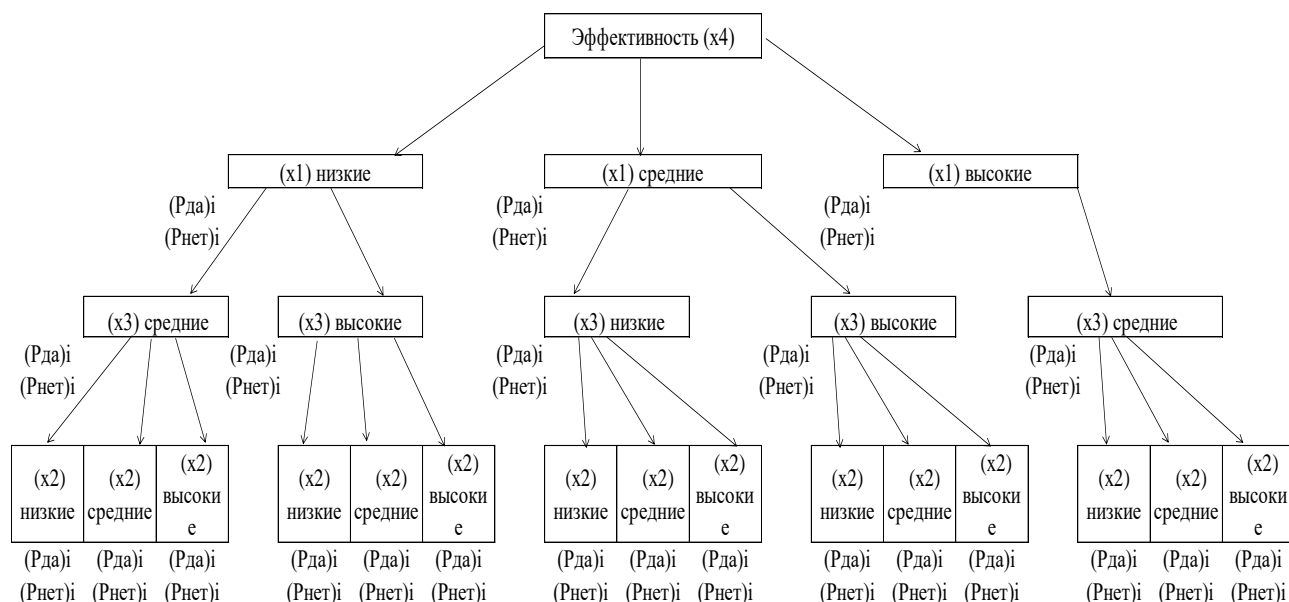 Эффективность (x4)
(x1) низкие
(x1) средние
(x1) высокие
(Рда)i
(Рнет)i
(Рда)i
(Рнет)i
(Рда)i
(Рнет)i
(x3) средние
(x3) высокие
(x3) низкие
(x3) высокие
(x3) средние
(Рда)i
(Рнет)i
(Рда)i
(Рнет)i
(Рда)i
(Рнет)i
(Рда)i
(Рнет)i
(Рда)i
(Рнет)i
(x2)
низкие
(x2)
средние
(x2)
высоки
е
(x2)
низкие
(x2)
средние
(x2)
высоки
е
(x2)
низкие
(x2)
средние
(x2)
высоки
е
(x2)
низкие
(x2)
средние
(x2)
высоки
е
(x2)
низкие
(x2)
средние
(x2)
высоки
е
(Рда)i (Рда)i (Рда)i (Рда)i (Рда)i (Рда)i (Рда)i (Рда)i (Рда)i (Рда)i (Рда)i (Рда)i (Рда)i (Рда)i (Рда)i
(Рнет)i (Рнет)i (Рнет)i (Рнет)i (Рнет)i (Рнет)i (Рнет)i (Рнет)i (Рнет)i (Рнет)i (Рнет)i (Рнет)i (Рнет)i (Рнет)i (Рнет)i